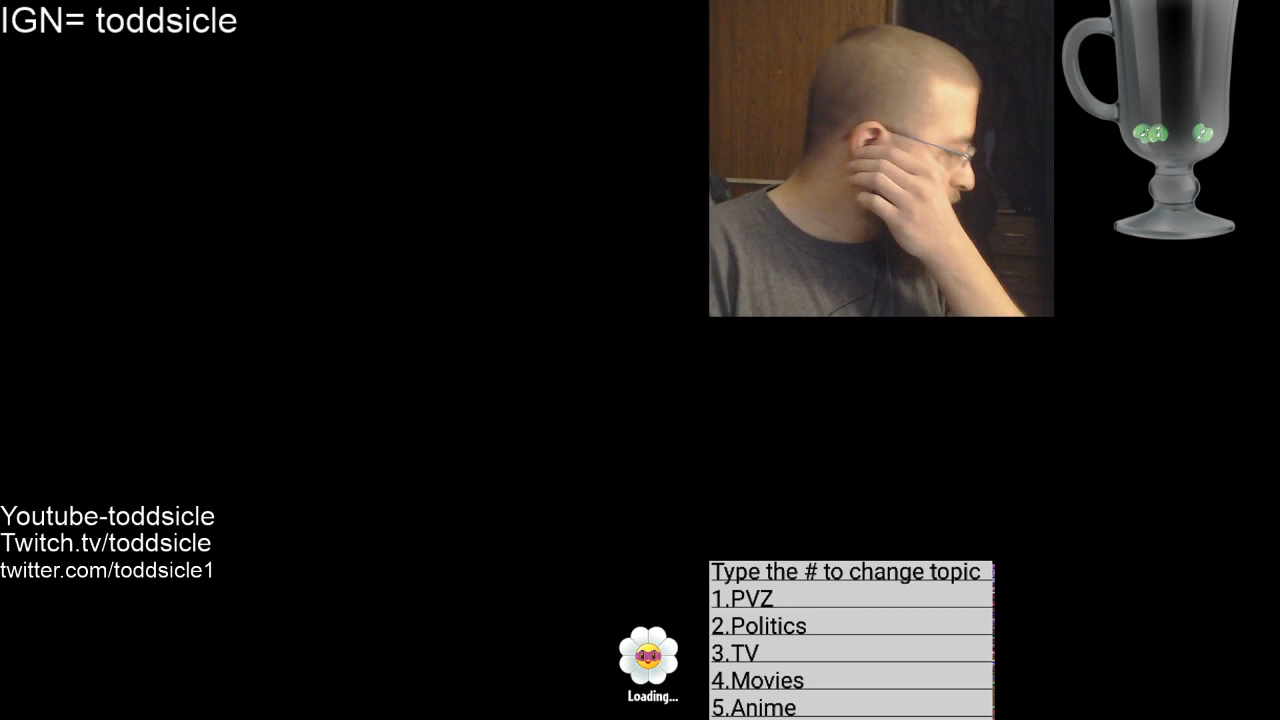 IGN= toddsicle
Youtube-toddsicle
Twitch.tv/toddsicle
twitter.com/toddsicle1
Loading...
Type the # to change topic
1.PVZ
2.Politics
3.TV
4.Movies
5.Anime